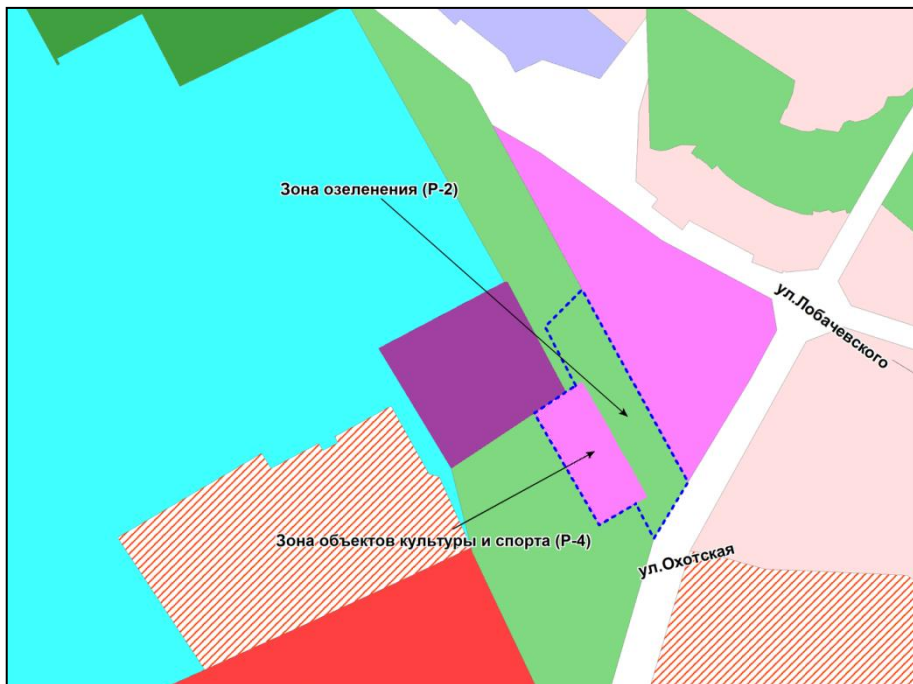 Зона озеленения (Р-2)
ул.Лобачевского
Зона объектов культуры и спорта (Р-4)
ул.Охотская